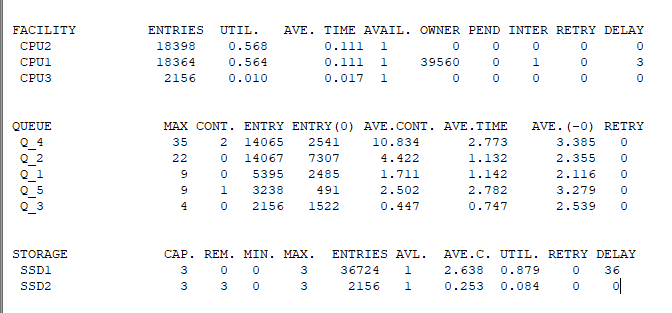 FACILITY ENTRIES UTIL. AVE. TIME AVAIL. OWNER PEND INTER RETRY DELAY
CPU2 18398 0.568 0.111 1 0 0 0 0 0
CPU1 18364 0.564 0.111 1 39560 0 1 0 3
CPU3 2156 0.010 0.017 1 0 0 0 0 0
QUEUE MAX CONT. ENTRY ENTRY(0) AVE.CONT. AVE.TIME AVE.(-0) RETRY
Q_4 35 2 14065 2541 10.834 2.773 3.385 0
Q_2 22 0 14067 7307 4.422 1.132 2.355 0
Q_1 9 0 5395 2485 1.711 1.142 2.116 0
Q_5 9 1 3238 491 2.502 2.782 3.279 0
Q_3 4 0 2156 1522 0.447 0.747 2.539 0
STORAGE CAP. REM. MIN. MAX. ENTRIES AVL. AVE.C. UTIL. RETRY DELAY
SSD1 3 0 0 3 36724 1 2.638 0.879 0 36
SSD2 3 3 0 3 2156 1 0.253 0.084 0 0